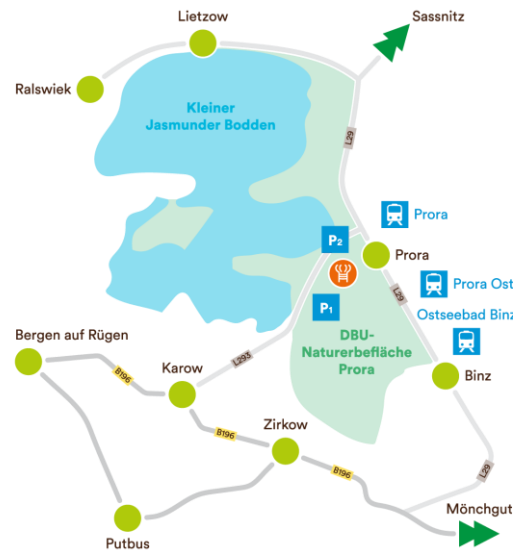 Lietzow
Sassnitz
Ralswiek
Kleiner
Jasmunder Bodden
L29
Prora
P2
Prora
Prora Ost
L29
P1
Ostseebad Binz
DBU-
Naturerbefläche
Prora
Bergen auf Rügen
L293
B196
Karow
Binz
B196
Zirkow
B196
L29
Mönchgut
Putbus